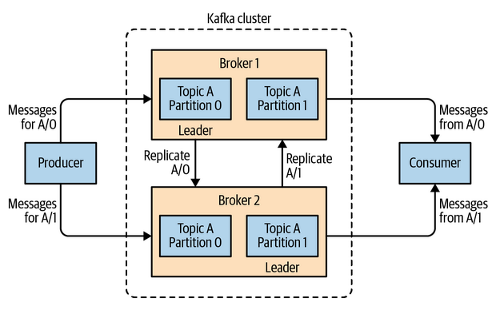 Kafka cluster
Broker 1
Topic A
Partition 0
Topic A
Partition 1
Leader
Messages
for A/0
Producer
Messages
for A/1
Replicate
A/0
Replicate
A/1
Broker 2
Topic A
Partition 0
Topic A
Partition 1
Leader
Messages
from A/0
Consumer
Messages
from A/1